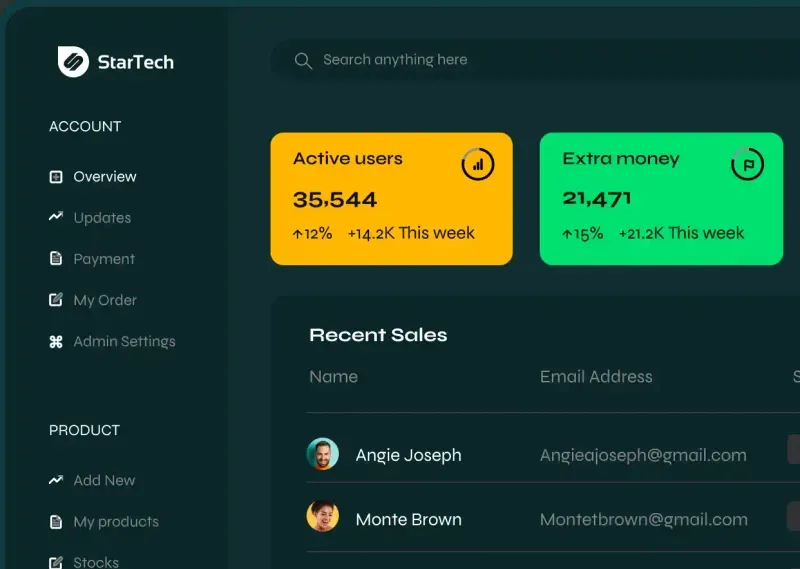 StarTech
Search anything here
ACCOUNT
Overview
Updates
Payment
My Order
Admin Settings
PRODUCT
Add New
My products
Stocks
Active users
35,544
↑12% +14.2K This week
Extra money
21,471
↑15% +21.2K This week
Recent Sales
Name Email Address S
Angie Joseph Angieajoseph@gmail.com
Monte Brown Montetbrown@gmail.com